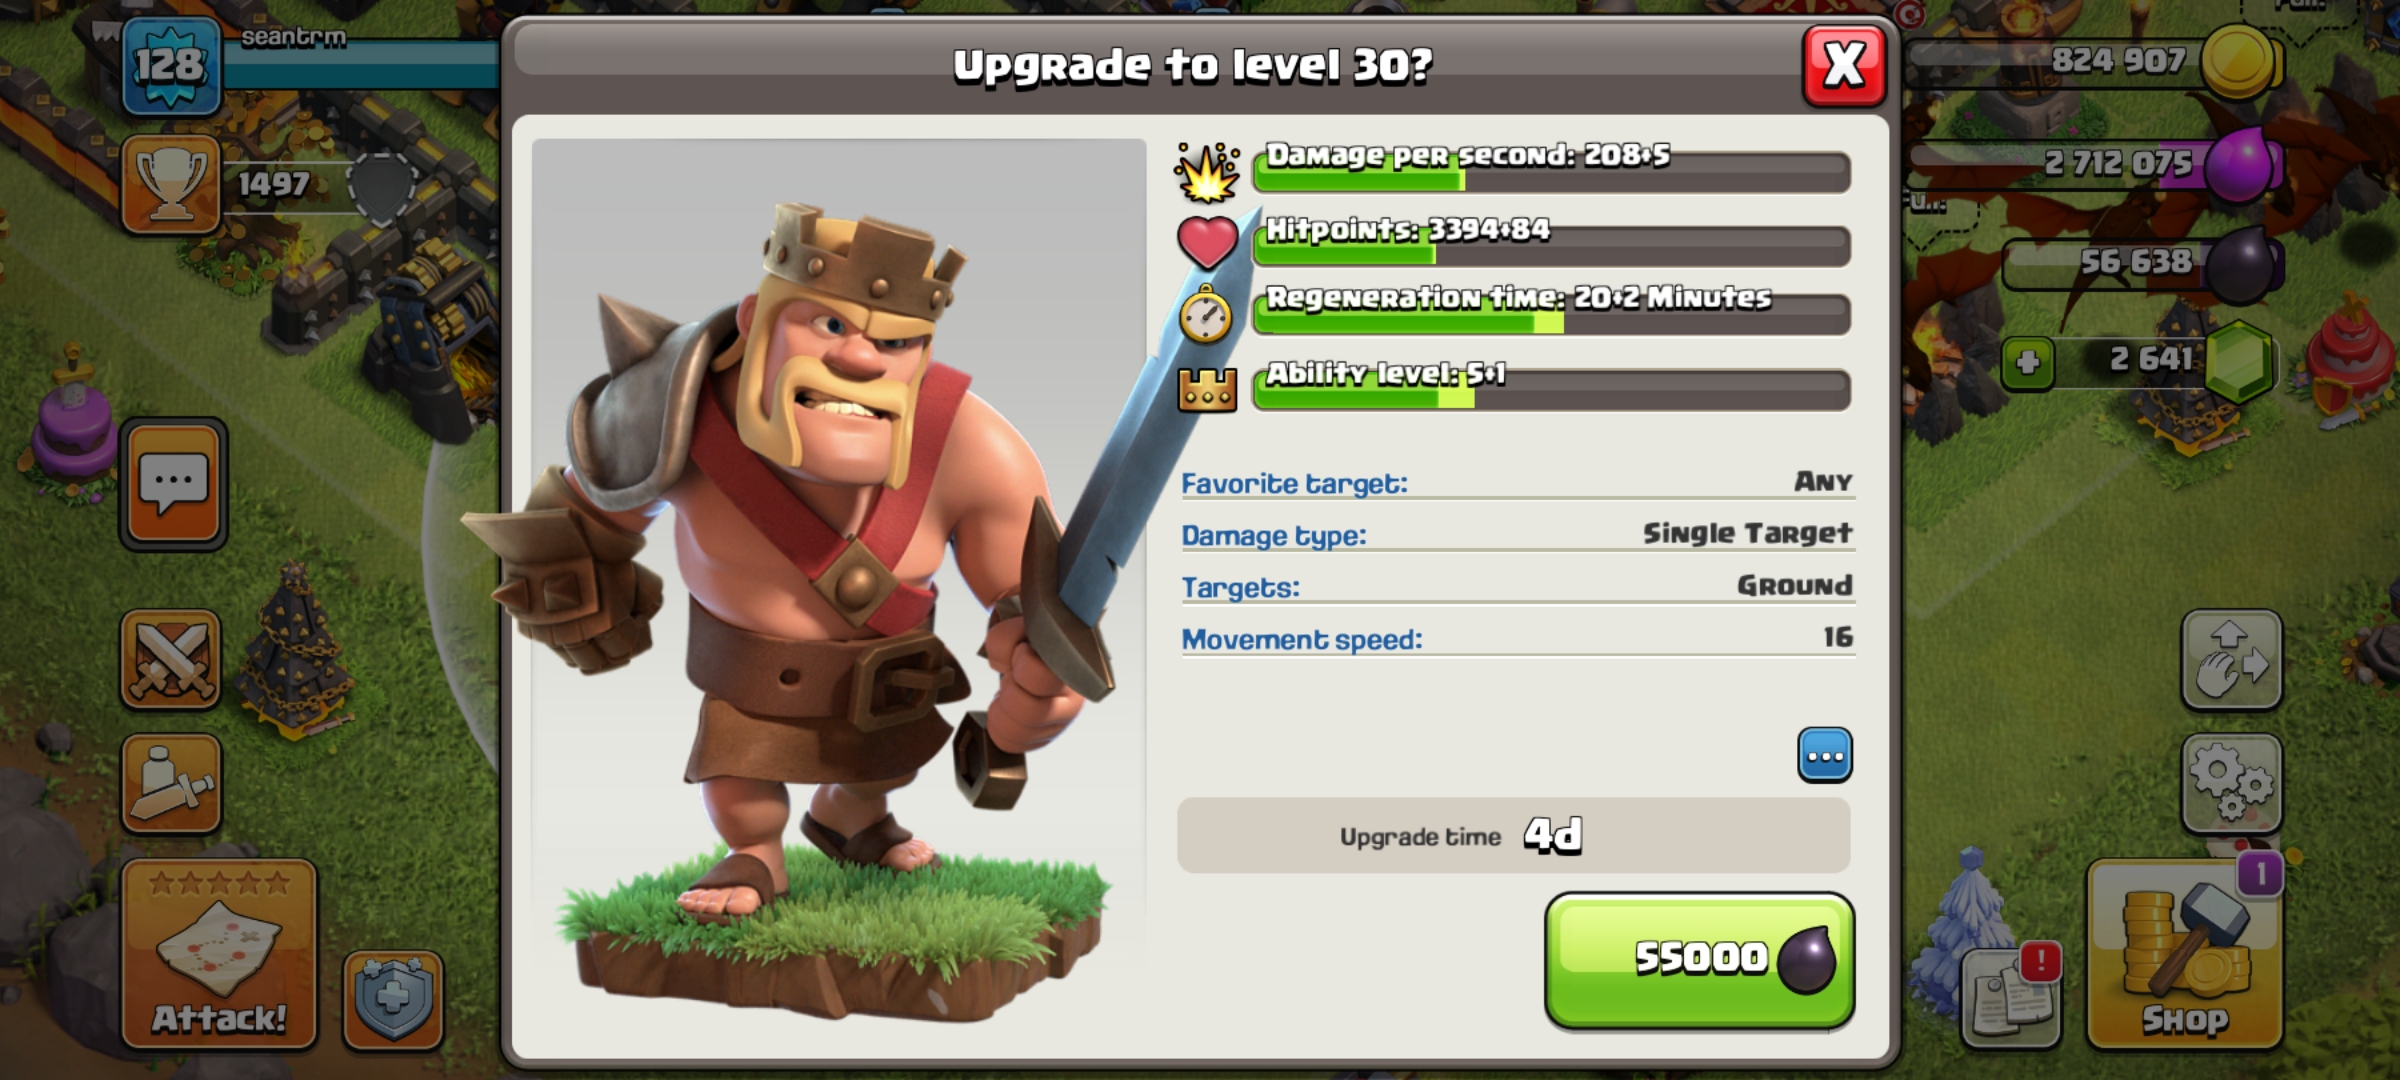 128
seantrm
1497
Attack!
Upgrade to level 30?
X
Damage per second: 208+5
Hitpoints: 3394+84
Regeneration time: 20+2 Minutes
Ability level: 5+1
Favorite target: Any
Damage type: Single Target
Targets: Ground
Movement speed: 16
Upgrade time 4d
55000
Full!
824 907
2 712 075
Full!
56 638
2 641
1
!
Shop